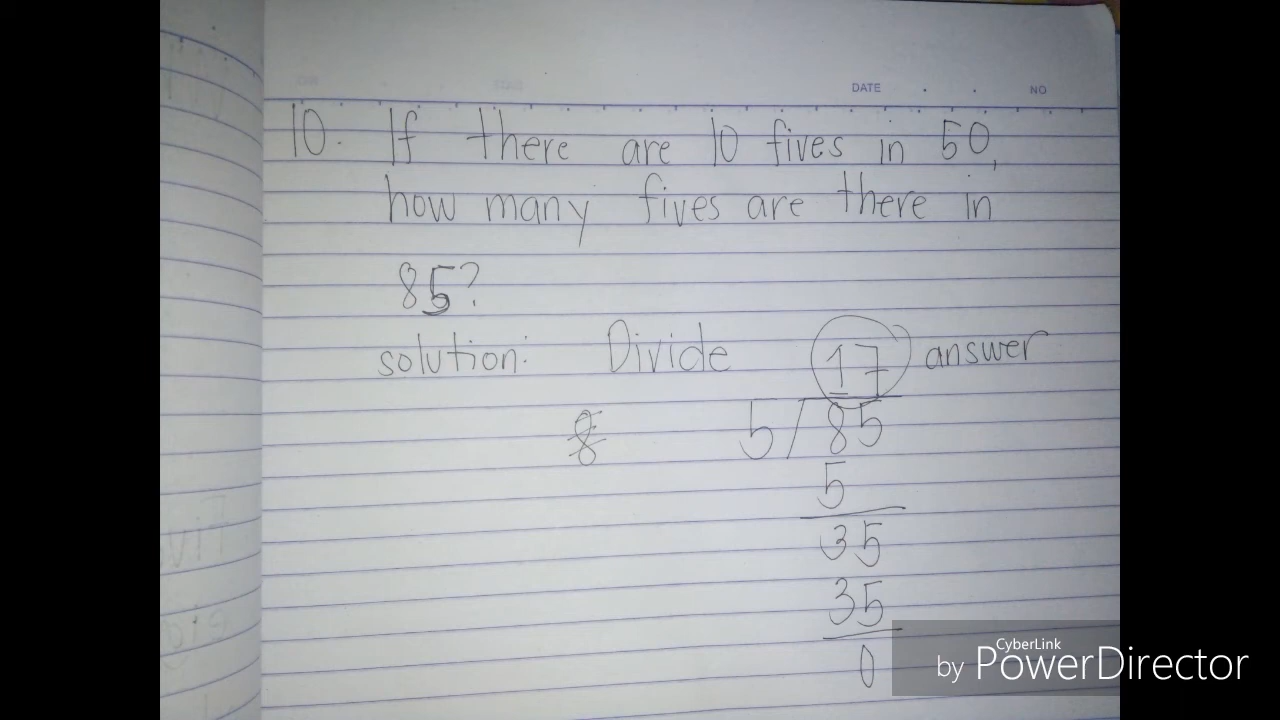 DATE NO
10. If there are 10 fives in 50,
how many fives are there in
85?
solution: Divide 17 answer
8 5/85
5
35
35
0
CyberLink
by PowerDirector